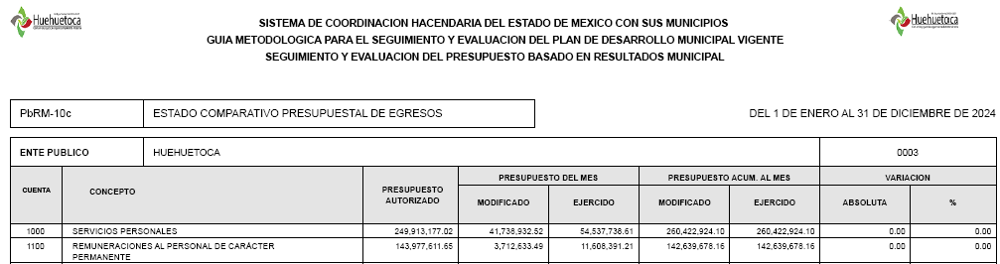 Huehuetoca
SISTEMA DE COORDINACION HACENDARIA DEL ESTADO DE MEXICO CON SUS MUNICIPIOS
Huehuetoca
GUIA METODOLOGICA PARA EL SEGUIMIENTO Y EVALUACION DEL PLAN DE DESARROLLO MUNICIPAL VIGENTE
SEGUIMIENTO Y EVALUACION DEL PRESUPUESTO BASADO EN RESULTADOS MUNICIPAL
PbRM-10c ESTADO COMPARATIVO PRESUPUESTAL DE EGRESOS DEL 1 DE ENERO AL 31 DE DICIEMBRE DE 2024
ENTE PUBLICO HUEHUETOCA 0003
CUENTA CONCEPTO PRESUPUESTO AUTORIZADO PRESUPUESTO DEL MES PRESUPUESTO ACUM. AL MES VARIACION
MODIFICADO EJERCIDO MODIFICADO EJERCIDO ABSOLUTA %
1000 SERVICIOS PERSONALES 249,913,177.02 41,738,932.52 54,537,738.61 260,422,924.10 260,422,924.10 0.00 0.00
1100 REMUNERACIONES AL PERSONAL DE CARÁCTER 143,977,611.65 3,712,633.49 11,608,391.21 142,639,678.16 142,639,678.16 0.00 0.00
PERMANENTE